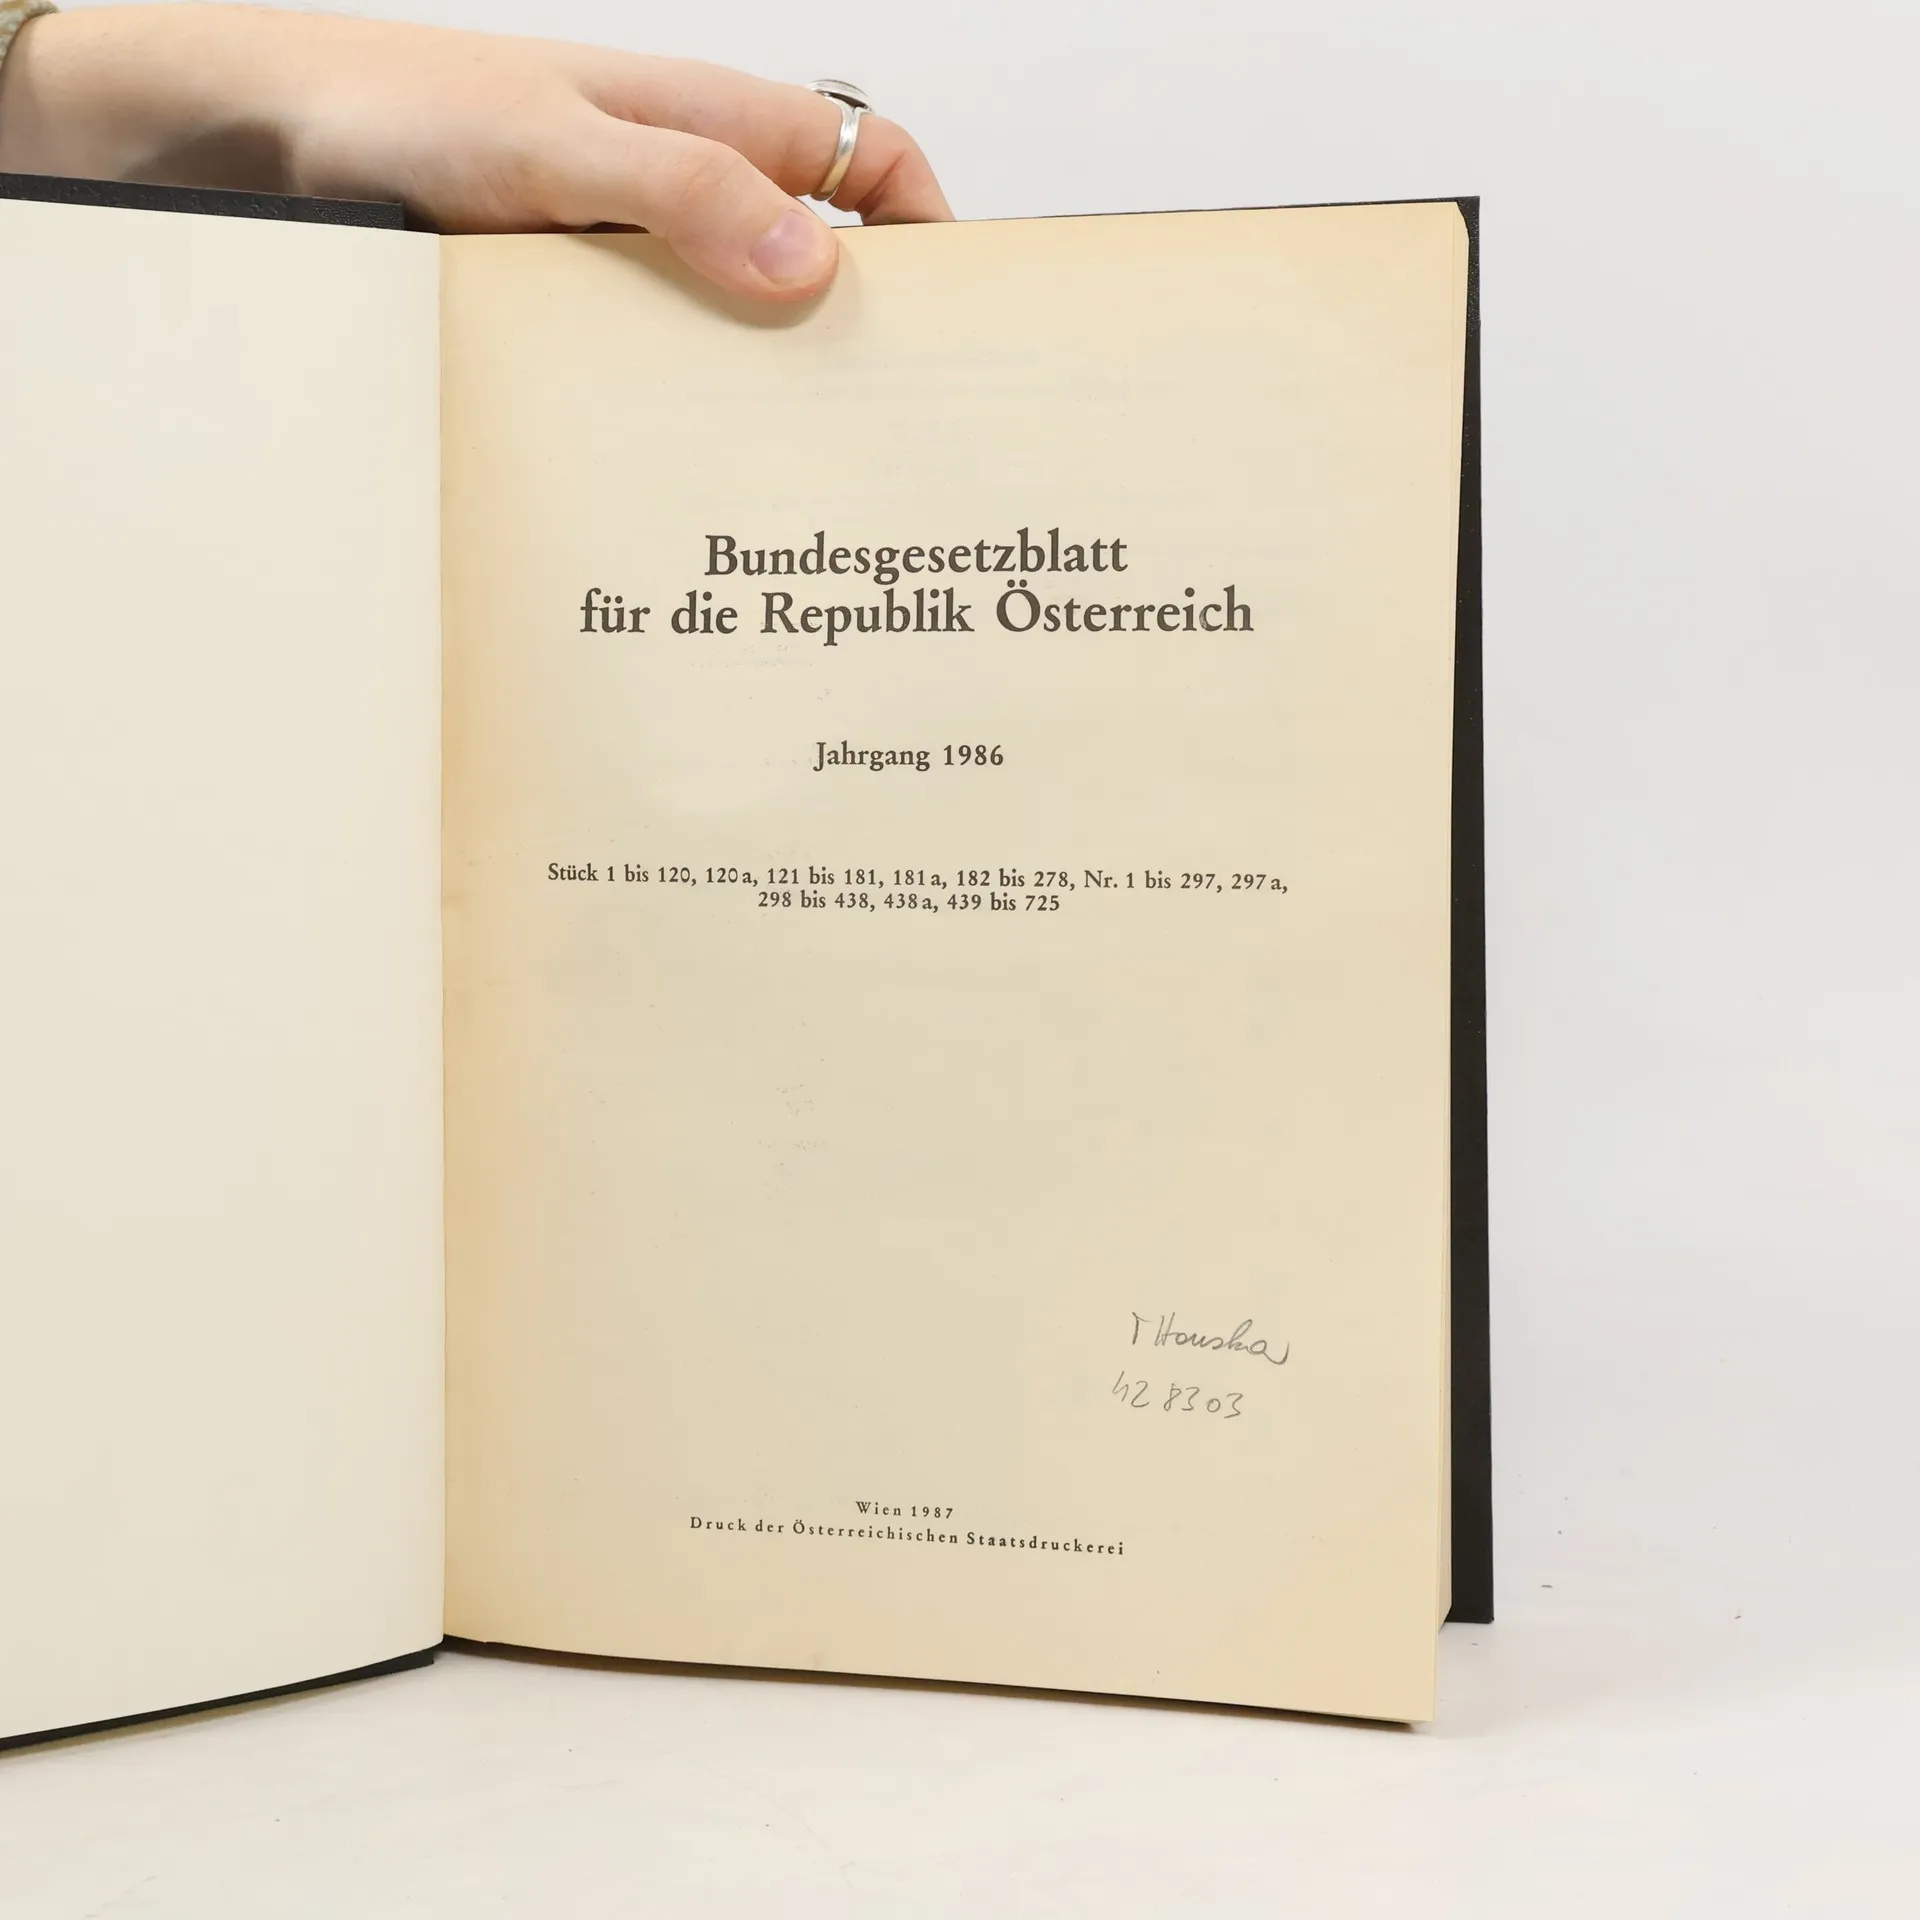 Bundesgesetzblatt
für die Republik Österreich
Jahrgang 1986
Stück 1 bis 120, 120a, 121 bis 181, 181a, 182 bis 278, Nr. 1 bis 297, 297a,
298 bis 438, 438a, 439 bis 725
Houska
42 8303
Wien 1987
Druck der Österreichischen Staatsdruckerei